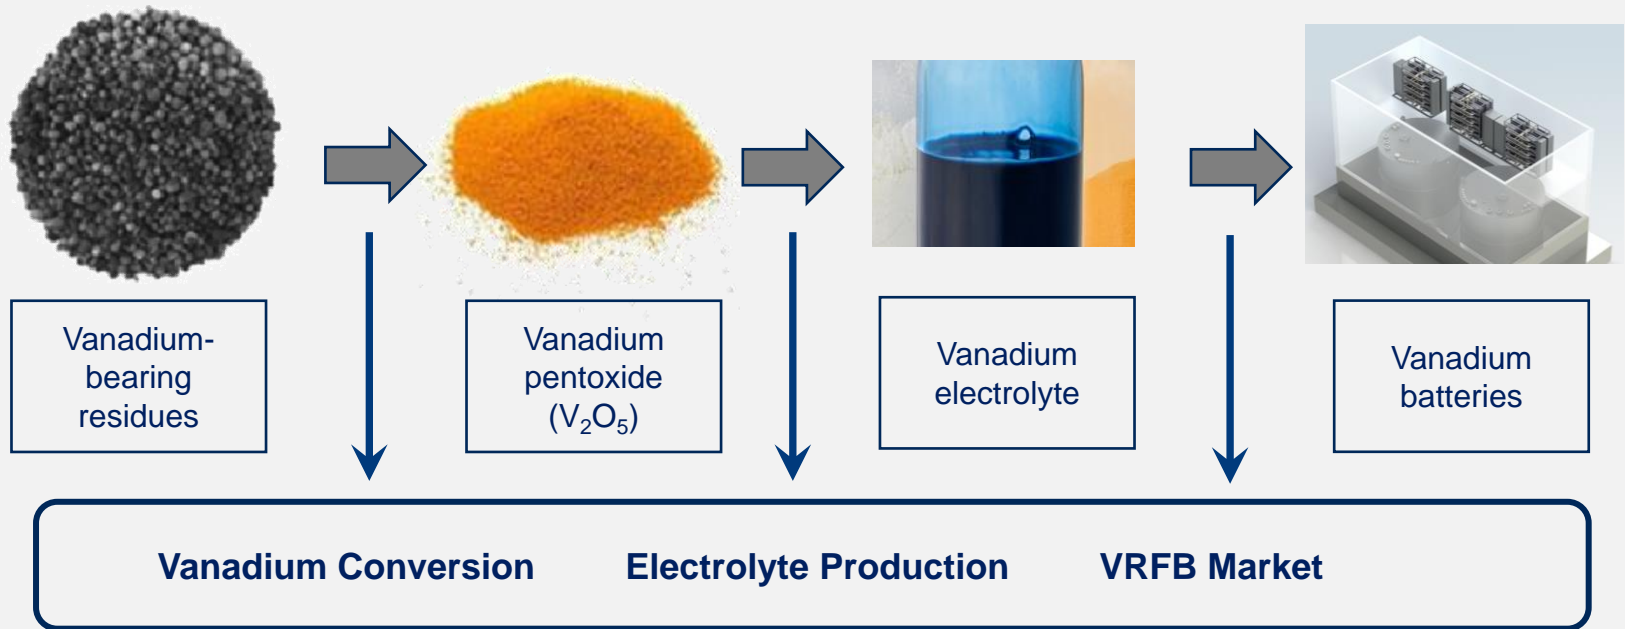 Vanadium-
bearing
residues
Vanadium
pentoxide
(V₂O₅)
Vanadium
electrolyte
Vanadium
batteries
Vanadium Conversion
Electrolyte Production
VRFB Market